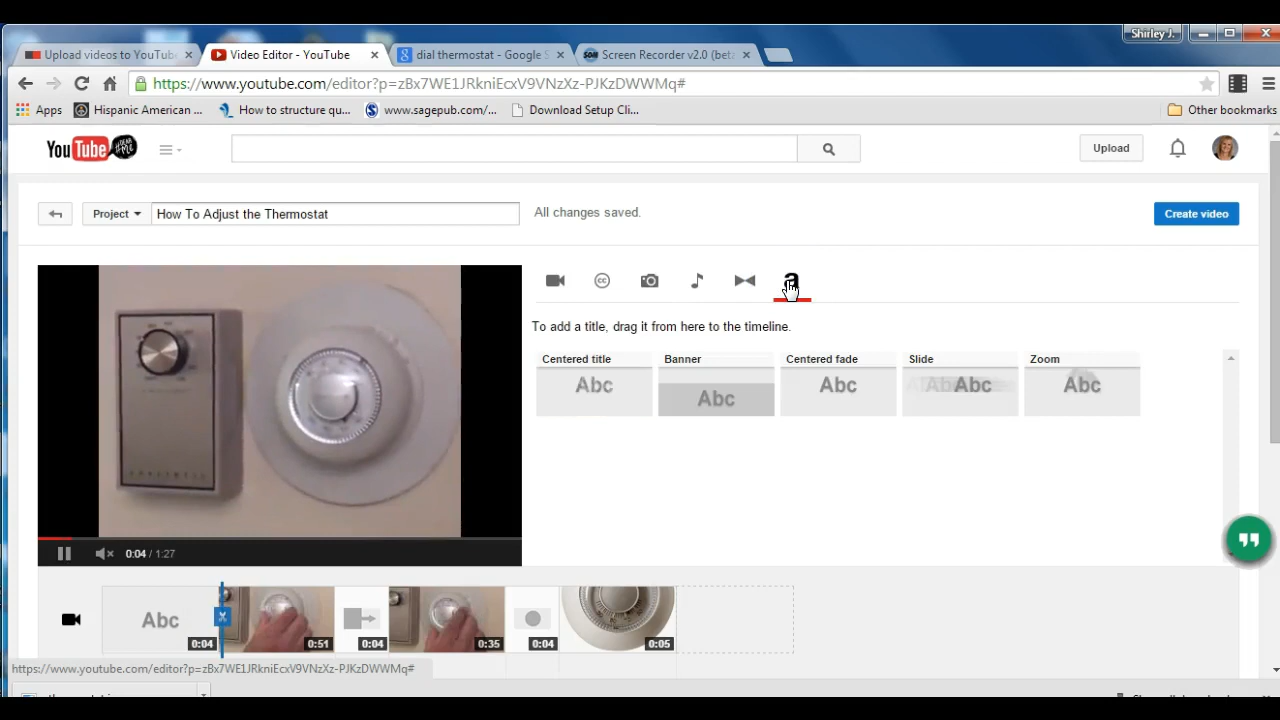 Shirley J.
Upload videos to YouTube
Video Editor - YouTube
dial thermostat - Google S
Screen Recorder v2.0 (beta
https://www.youtube.com/editor?p=zBx7WE1JRkniEcxV9VNzXz-PJKzDWWMq#
Apps
Hispanic American ...
How to structure qu...
www.sagepub.com/...
Download Setup Cli...
Other bookmarks
YouTube
Upload
Project
How To Adjust the Thermostat
All changes saved.
Create video
cc
a
To add a title, drag it from here to the timeline.
Centered title
Banner
Centered fade
Slide
Zoom
Abc
Abc
Abc
Abc
Abc
0:04 / 1:27
Abc
0:04
0:51
0:04
0:35
0:04
0:05
https://www.youtube.com/editor?p=zBx7WE1JRkniEcxV9VNzXz-PJKzDWWMq#